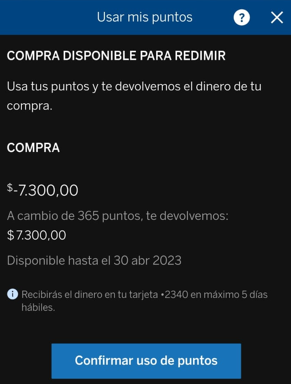 Usar mis puntos ? ×
COMPRA DISPONIBLE PARA REDIMIR
Usa tus puntos y te devolvemos el dinero de tu
compra.
COMPRA
$-7.300,00
A cambio de 365 puntos, te devolvemos:
$7.300,00
Disponible hasta el 30 abr 2023
i Recibirás el dinero en tu tarjeta •2340 en máximo 5 días
hábiles.
Confirmar uso de puntos